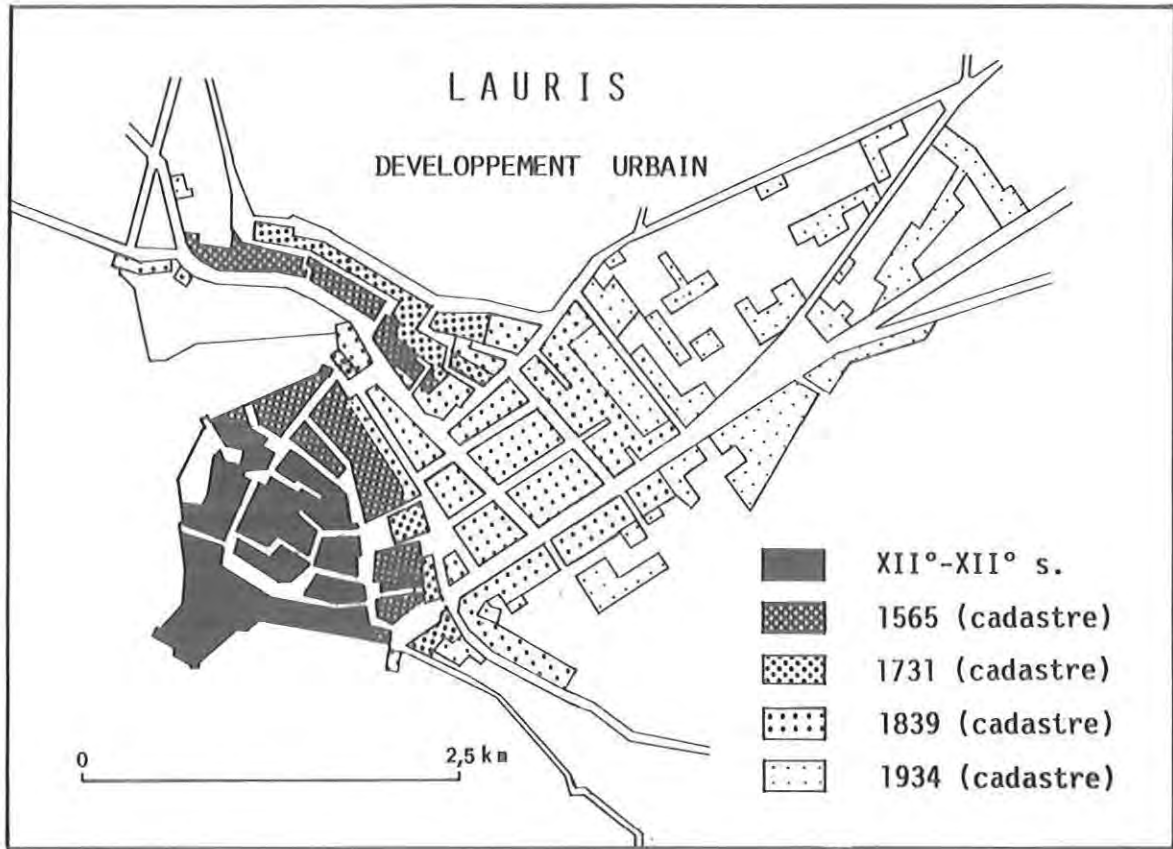 LAURIS
DEVELOPPEMENT URBAIN
XII°-XII° s.
1565 (cadastre)
1731 (cadastre)
1839 (cadastre)
1934 (cadastre)
0 2,5 km